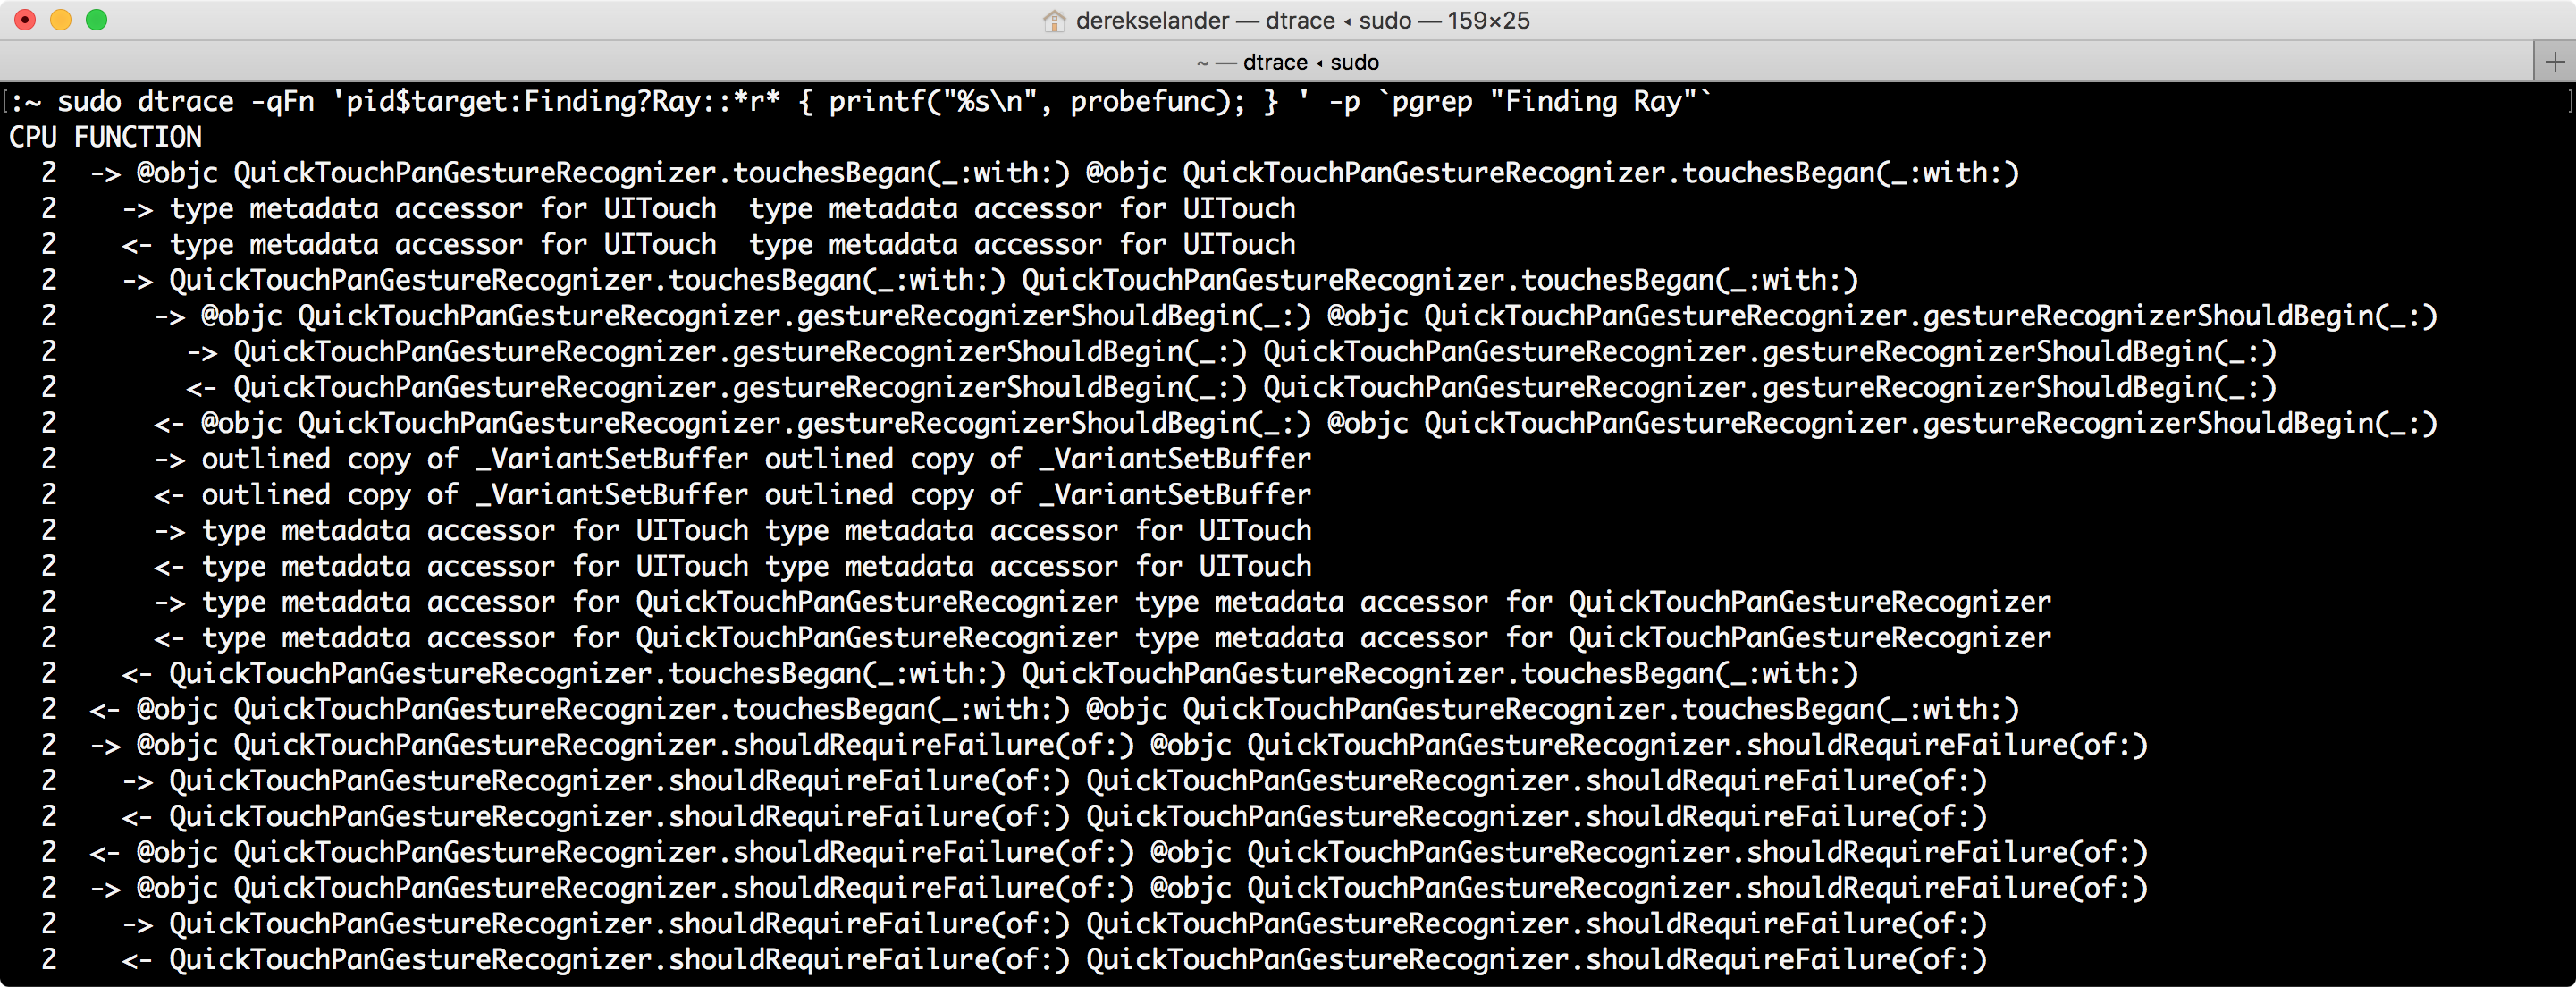 derekselander — dtrace ◂ sudo — 159×25
~ — dtrace ◂ sudo
+
[:~ sudo dtrace -qFn 'pid$target:Finding?Ray::*r* { printf("%s\n", probefunc); } ' -p `pgrep "Finding Ray"` ]
CPU FUNCTION
  2  -> @objc QuickTouchPanGestureRecognizer.touchesBegan(_:with:) @objc QuickTouchPanGestureRecognizer.touchesBegan(_:with:)
  2    -> type metadata accessor for UITouch  type metadata accessor for UITouch
  2    <- type metadata accessor for UITouch  type metadata accessor for UITouch
  2    -> QuickTouchPanGestureRecognizer.touchesBegan(_:with:) QuickTouchPanGestureRecognizer.touchesBegan(_:with:)
  2      -> @objc QuickTouchPanGestureRecognizer.gestureRecognizerShouldBegin(_:) @objc QuickTouchPanGestureRecognizer.gestureRecognizerShouldBegin(_:)
  2        -> QuickTouchPanGestureRecognizer.gestureRecognizerShouldBegin(_:) QuickTouchPanGestureRecognizer.gestureRecognizerShouldBegin(_:)
  2        <- QuickTouchPanGestureRecognizer.gestureRecognizerShouldBegin(_:) QuickTouchPanGestureRecognizer.gestureRecognizerShouldBegin(_:)
  2      <- @objc QuickTouchPanGestureRecognizer.gestureRecognizerShouldBegin(_:) @objc QuickTouchPanGestureRecognizer.gestureRecognizerShouldBegin(_:)
  2      -> outlined copy of _VariantSetBuffer outlined copy of _VariantSetBuffer
  2      <- outlined copy of _VariantSetBuffer outlined copy of _VariantSetBuffer
  2      -> type metadata accessor for UITouch type metadata accessor for UITouch
  2      <- type metadata accessor for UITouch type metadata accessor for UITouch
  2      -> type metadata accessor for QuickTouchPanGestureRecognizer type metadata accessor for QuickTouchPanGestureRecognizer
  2      <- type metadata accessor for QuickTouchPanGestureRecognizer type metadata accessor for QuickTouchPanGestureRecognizer
  2    <- QuickTouchPanGestureRecognizer.touchesBegan(_:with:) QuickTouchPanGestureRecognizer.touchesBegan(_:with:)
  2  <- @objc QuickTouchPanGestureRecognizer.touchesBegan(_:with:) @objc QuickTouchPanGestureRecognizer.touchesBegan(_:with:)
  2  -> @objc QuickTouchPanGestureRecognizer.shouldRequireFailure(of:) @objc QuickTouchPanGestureRecognizer.shouldRequireFailure(of:)
  2    -> QuickTouchPanGestureRecognizer.shouldRequireFailure(of:) QuickTouchPanGestureRecognizer.shouldRequireFailure(of:)
  2    <- QuickTouchPanGestureRecognizer.shouldRequireFailure(of:) QuickTouchPanGestureRecognizer.shouldRequireFailure(of:)
  2  <- @objc QuickTouchPanGestureRecognizer.shouldRequireFailure(of:) @objc QuickTouchPanGestureRecognizer.shouldRequireFailure(of:)
  2  -> @objc QuickTouchPanGestureRecognizer.shouldRequireFailure(of:) @objc QuickTouchPanGestureRecognizer.shouldRequireFailure(of:)
  2    -> QuickTouchPanGestureRecognizer.shouldRequireFailure(of:) QuickTouchPanGestureRecognizer.shouldRequireFailure(of:)
  2    <- QuickTouchPanGestureRecognizer.shouldRequireFailure(of:) QuickTouchPanGestureRecognizer.shouldRequireFailure(of:)